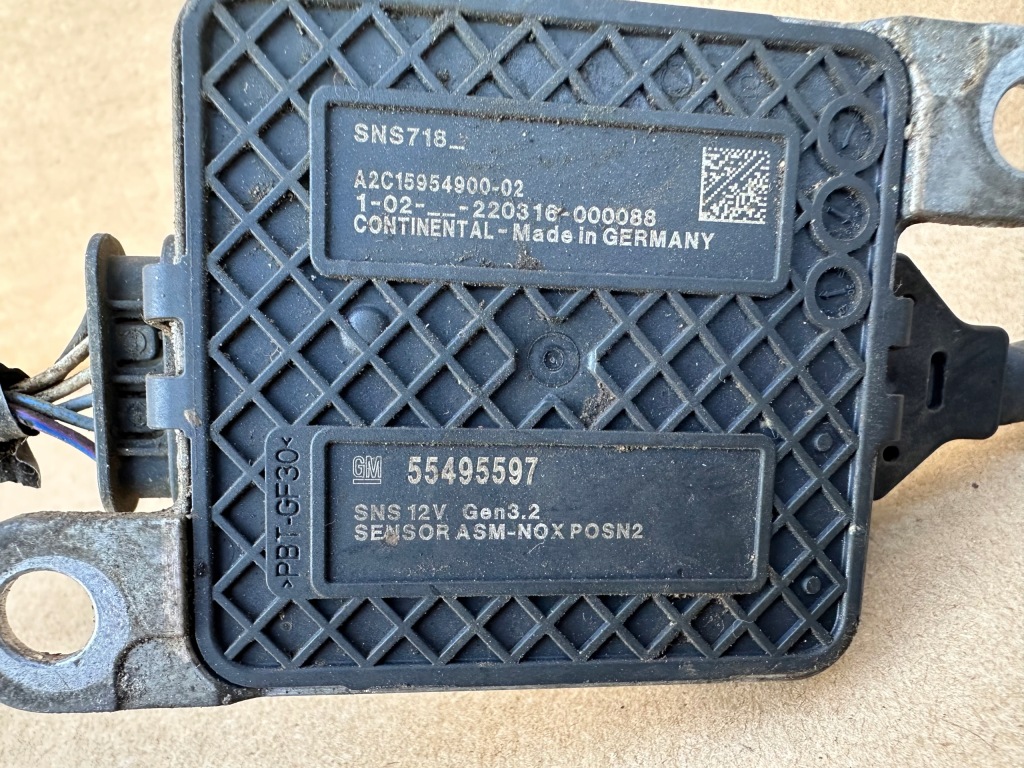 SNS718_
A2C15954900-02
1-02-__-220316-000088
CONTINENTAL-Made in GERMANY
>PBT-GF30<
GM 55495597
SNS 12V Gen3.2
SENSOR ASM-NOX POSN2